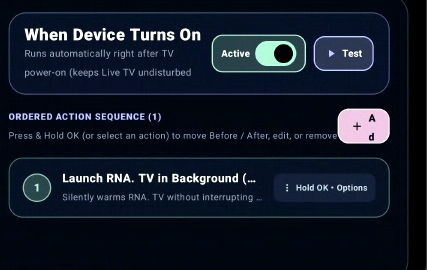 When Device Turns On
Runs automatically right after TV
power-on (keeps Live TV undisturbed
Active
Test
ORDERED ACTION SEQUENCE (1)
Press & Hold OK (or select an action) to move Before / After, edit, or remove
+ A
d
1
Launch RNA. TV in Background (...
Silently warms RNA. TV without interrupting ...
⋮ Hold OK • Options